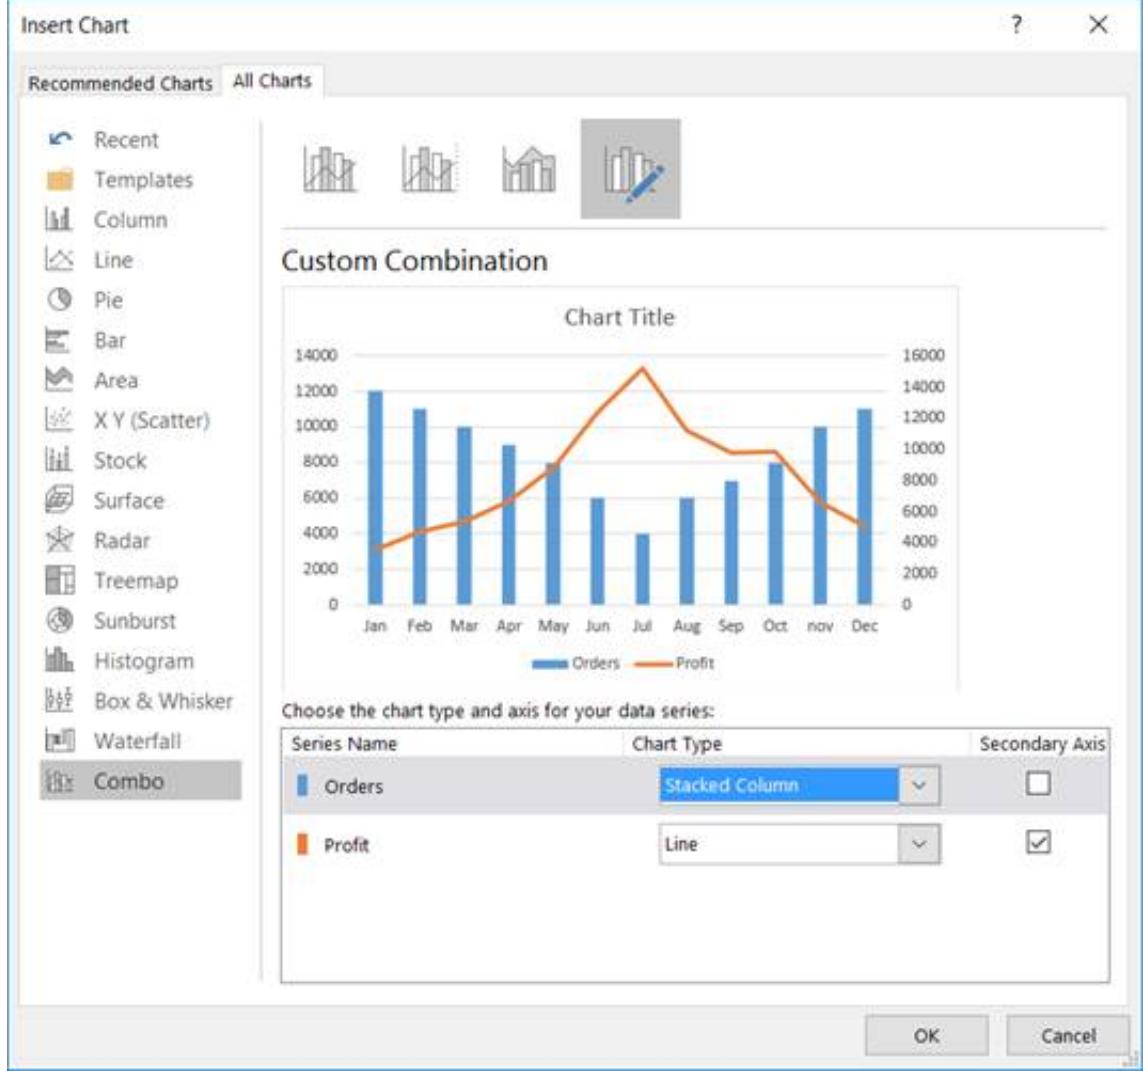 Insert Chart ? ×
Recommended Charts All Charts
Recent
Templates
Column
Line
Pie
Bar
Area
X Y (Scatter)
Stock
Surface
Radar
Treemap
Sunburst
Histogram
Box & Whisker
Waterfall
Combo
Custom Combination
Chart Title
14000
12000
10000
8000
6000
4000
2000
0
16000
14000
12000
10000
8000
6000
4000
2000
0
Jan Feb Mar Apr May Jun Jul Aug Sep Oct nov Dec
Orders Profit
Choose the chart type and axis for your data series:
Series Name Chart Type Secondary Axis
Orders Stacked Column
Profit Line
OK Cancel